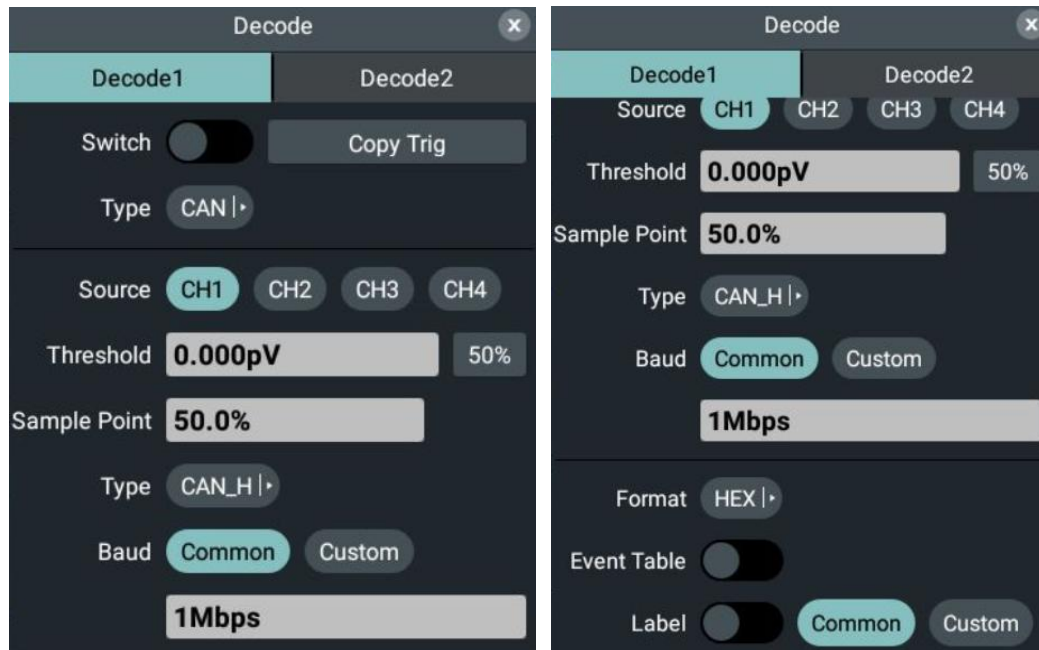 Decode x
Decode1 Decode2
Switch Copy Trig
Type CAN
Source CH1 CH2 CH3 CH4
Threshold 0.000pV 50%
Sample Point 50.0%
Type CAN_H
Baud Common Custom
1Mbps
Decode x
Decode1 Decode2
Source CH1 CH2 CH3 CH4
Threshold 0.000pV 50%
Sample Point 50.0%
Type CAN_H
Baud Common Custom
1Mbps
Format HEX
Event Table
Label Common Custom